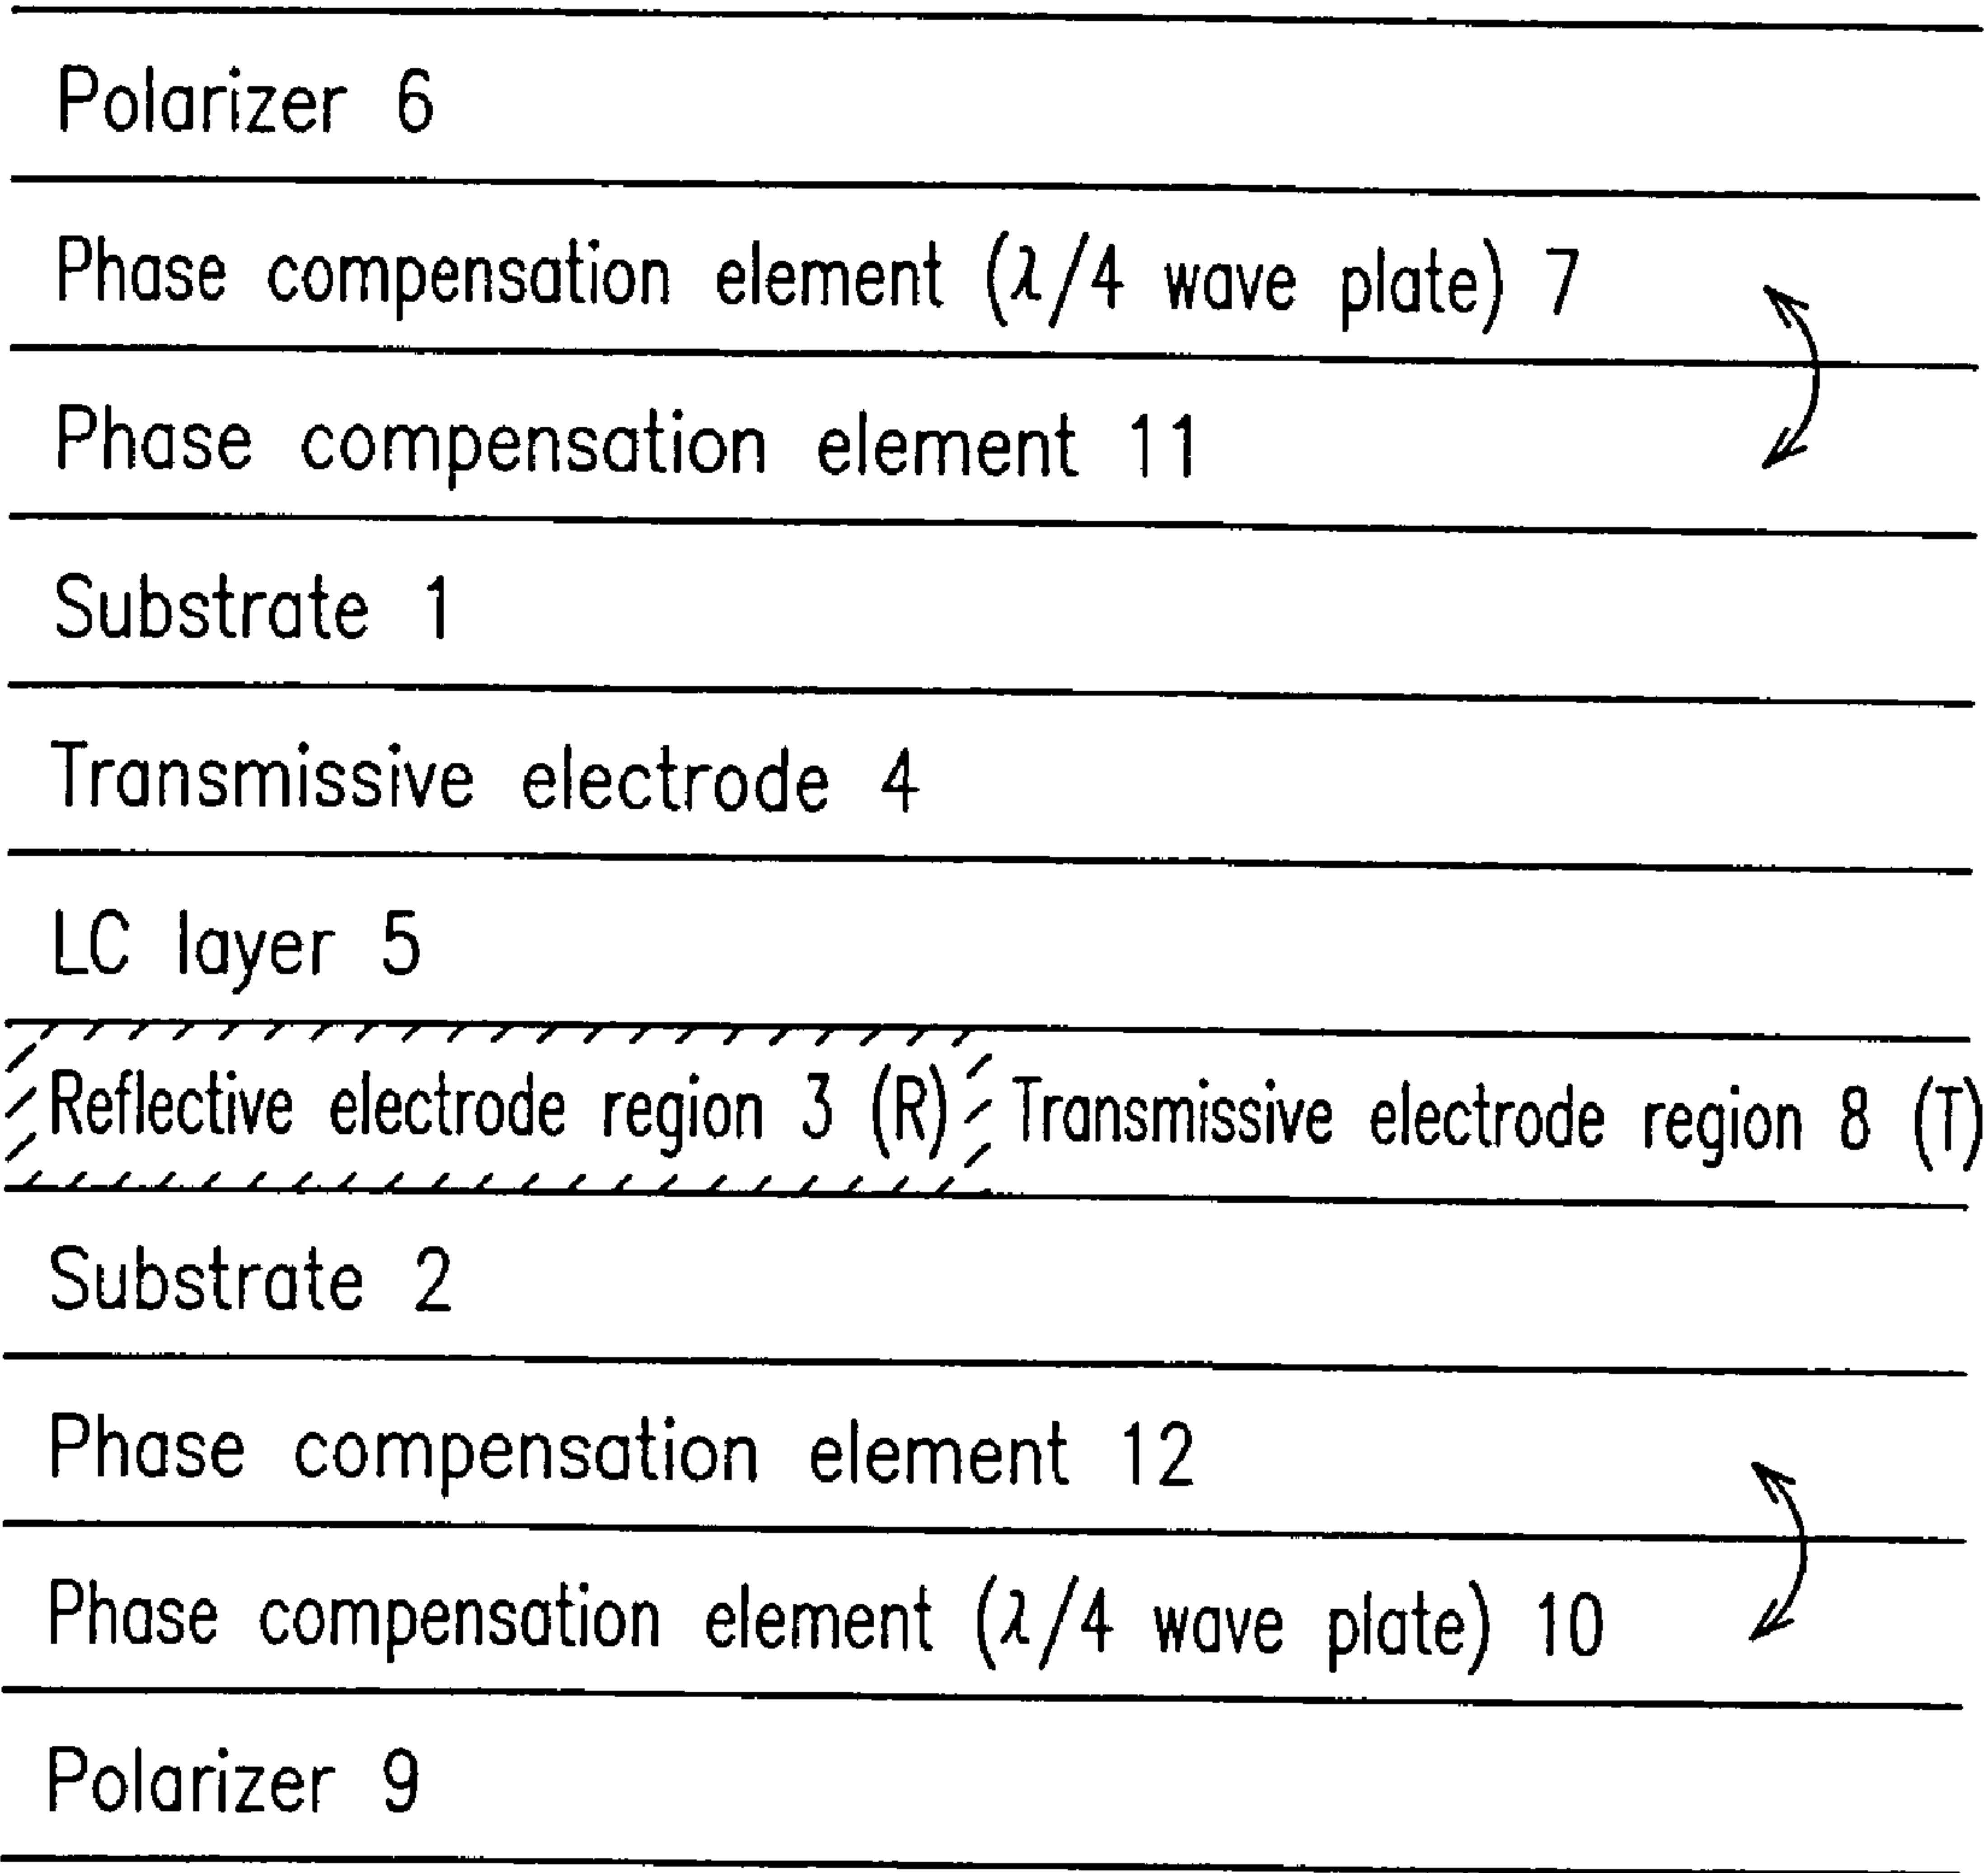 Polarizer 6
Phase compensation element (λ/4 wave plate) 7
Phase compensation element 11
Substrate 1
Transmissive electrode 4
LC layer 5
Reflective electrode region 3 (R) Transmissive electrode region 8 (T)
Substrate 2
Phase compensation element 12
Phase compensation element (λ/4 wave plate) 10
Polarizer 9